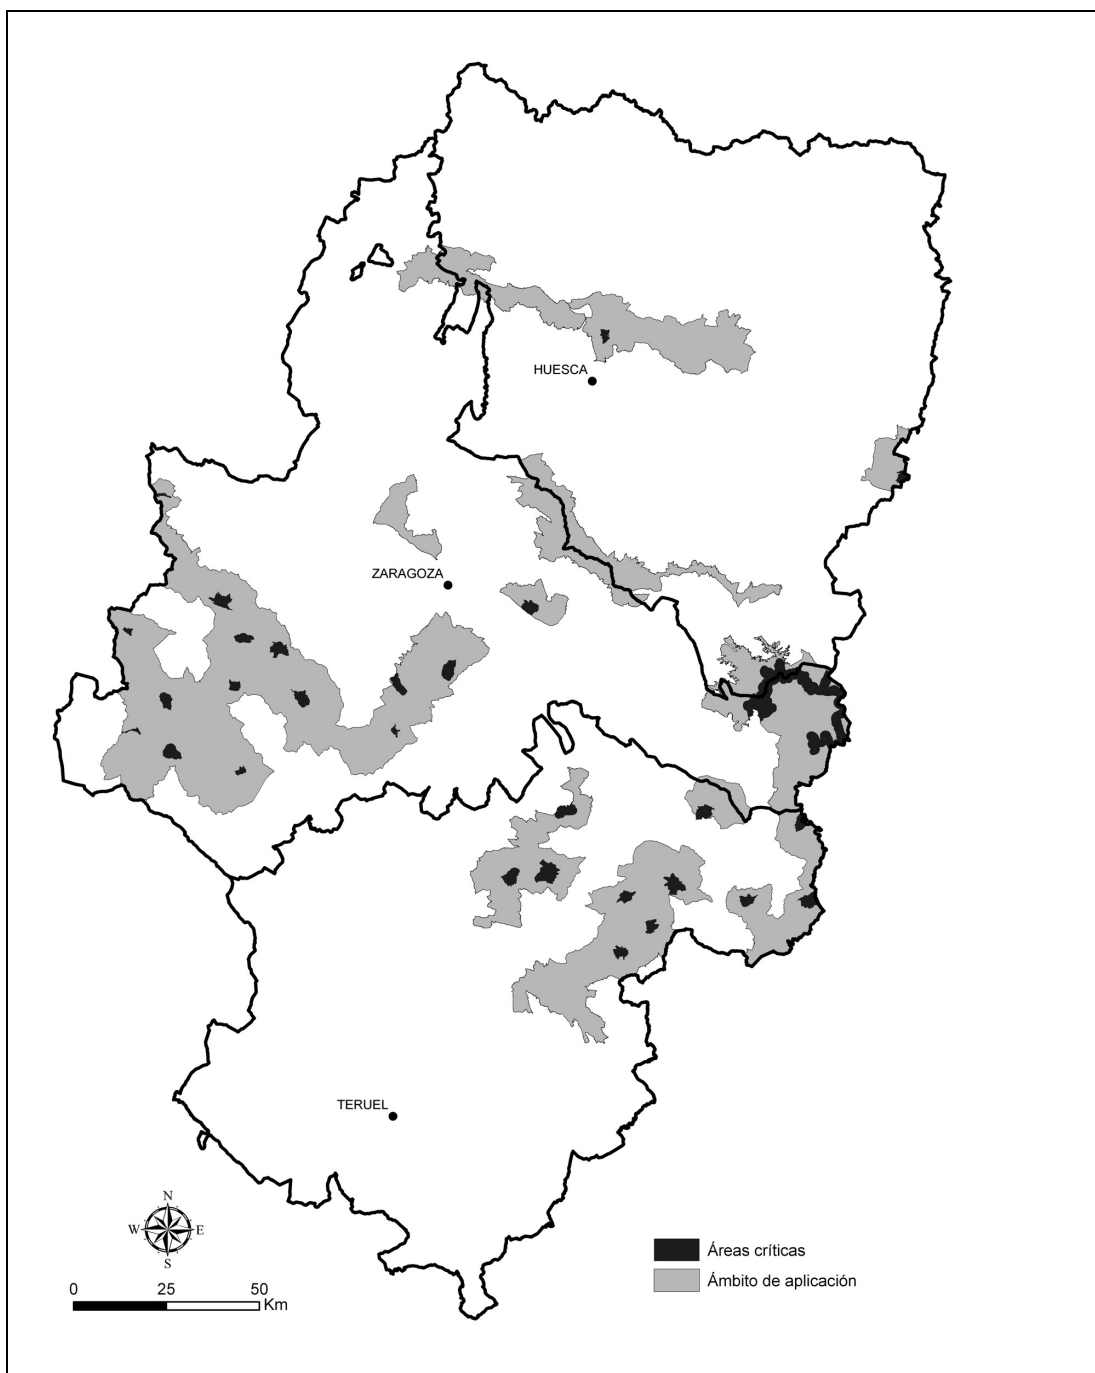 HUESCA
ZARAGOZA
TERUEL
N
W E
S
0 25 50
Km
Áreas críticas
Ámbito de aplicación